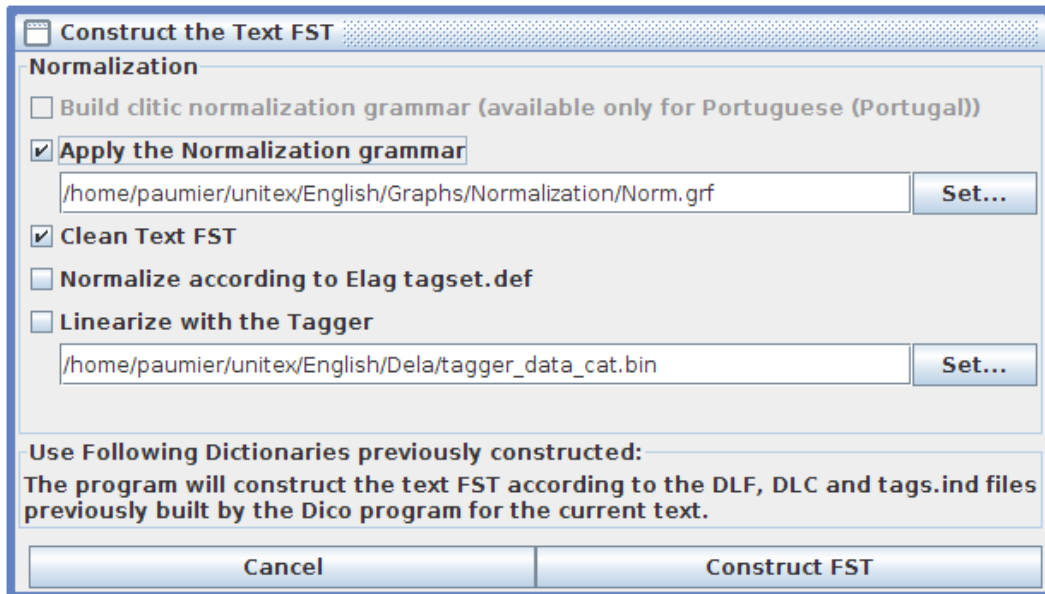 Construct the Text FST
Normalization
Build clitic normalization grammar (available only for Portuguese (Portugal))
Apply the Normalization grammar
/home/paumier/unitex/English/Graphs/Normalization/Norm.grf
Set...
Clean Text FST
Normalize according to Elag tagset.def
Linearize with the Tagger
/home/paumier/unitex/English/Dela/tagger_data_cat.bin
Set...
Use Following Dictionaries previously constructed:
The program will construct the text FST according to the DLF, DLC and tags.ind files
previously built by the Dico program for the current text.
Cancel
Construct FST